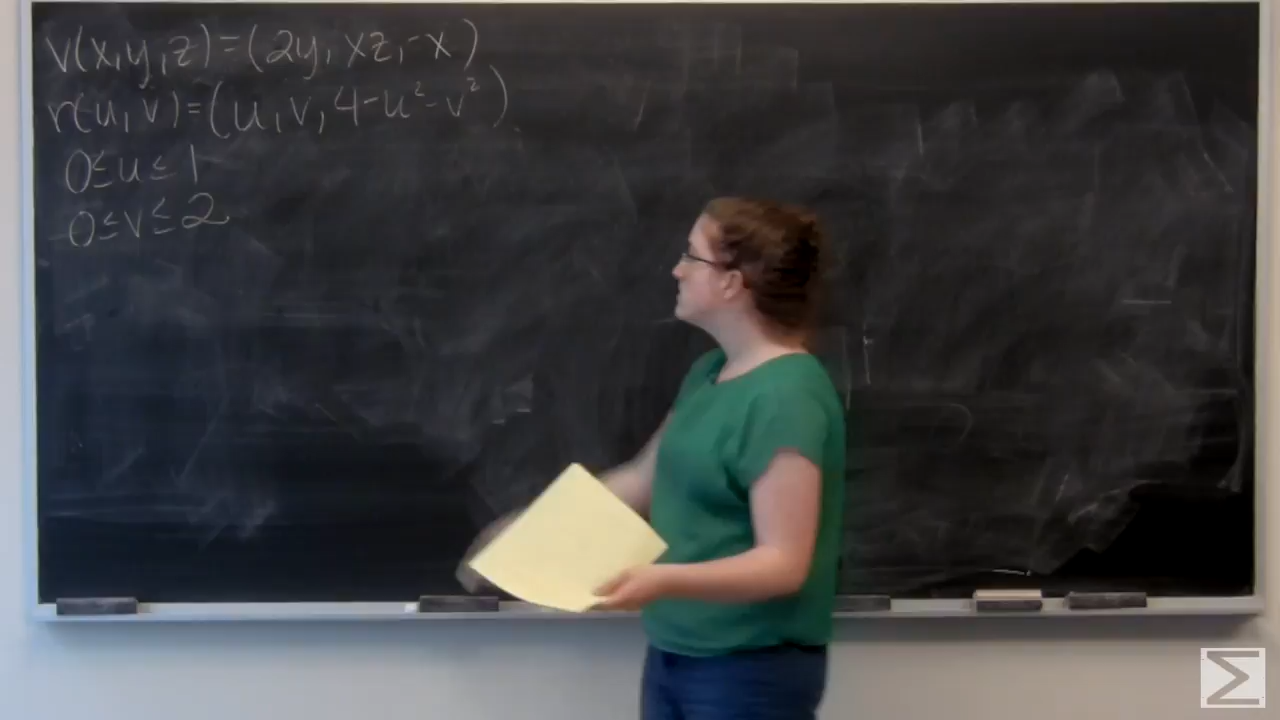 v(x,y,z)=(2y, xz, -x)
r(u,v)=(u,v,4-u²-v²)
0≤u≤1
0≤v≤2
Σ